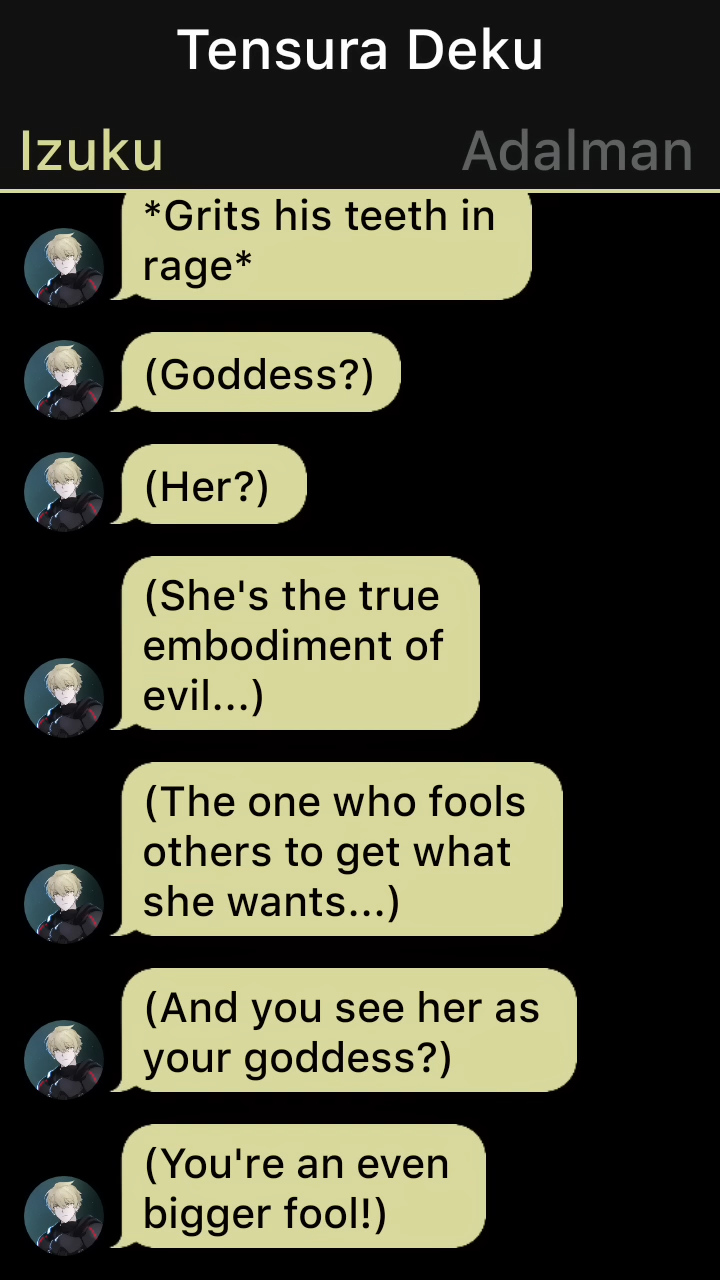 Tensura Deku
Izuku Adalman
*Grits his teeth in
rage*
(Goddess?)
(Her?)
(She's the true
embodiment of
evil...)
(The one who fools
others to get what
she wants...)
(And you see her as
your goddess?)
(You're an even
bigger fool!)